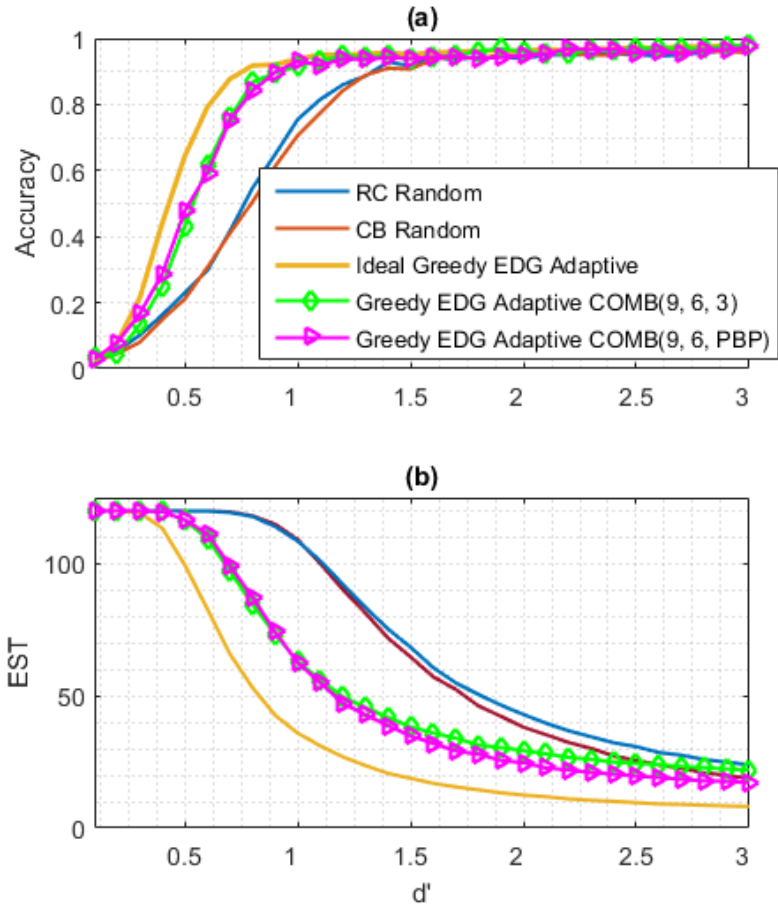 (a)
1
0.8
0.6
0.4
0.2
0
Accuracy
RC Random
CB Random
Ideal Greedy EDG Adaptive
Greedy EDG Adaptive COMB(9, 6, 3)
Greedy EDG Adaptive COMB(9, 6, PBP)
0.5 1 1.5 2 2.5 3
(b)
100
50
0
EST
0.5 1 1.5 2 2.5 3
d'